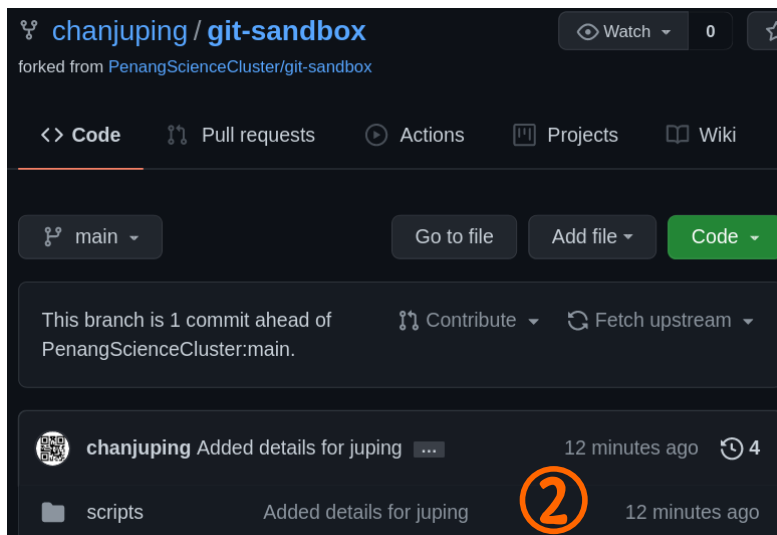 chanjuping / git-sandbox
Watch 0
forked from PenangScienceCluster/git-sandbox
<> Code Pull requests Actions Projects Wiki
main Go to file Add file Code
This branch is 1 commit ahead of Contribute Fetch upstream
PenangScienceCluster:main.
chanjuping Added details for juping ... 12 minutes ago 4
scripts Added details for juping 12 minutes ago
②